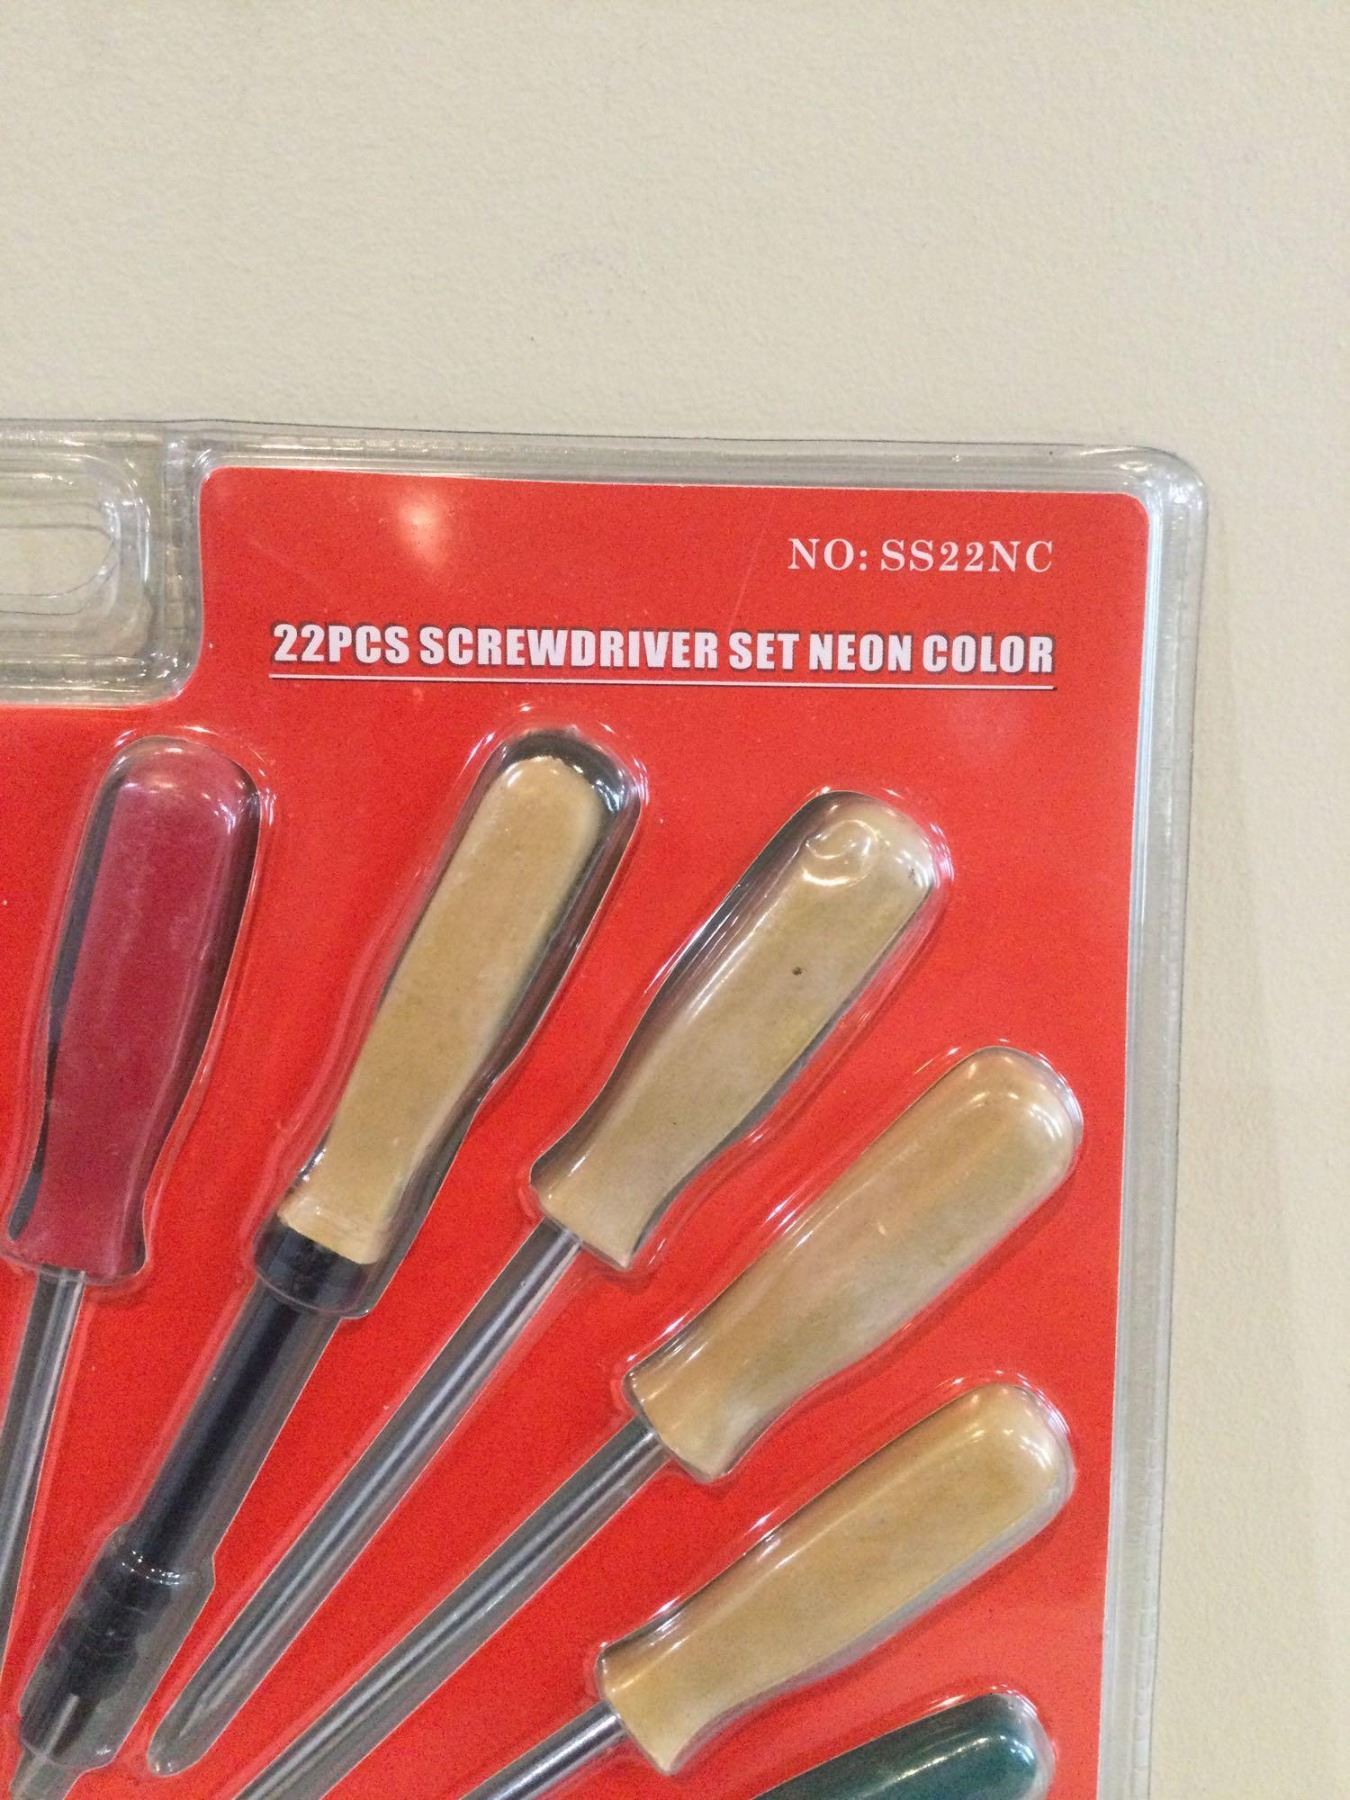 NO: SS22NC
22PCS SCREWDRIVER SET NEON COLOR